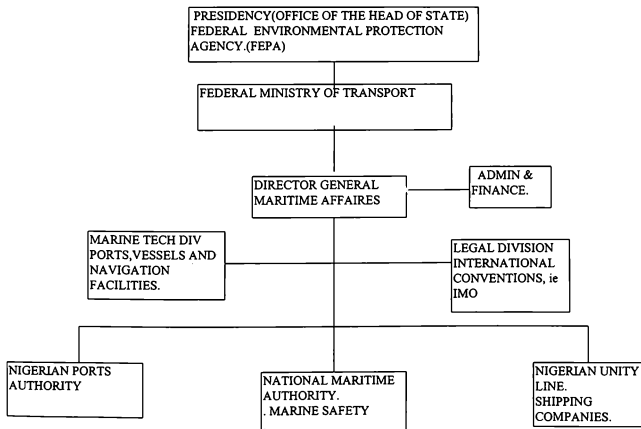 PRESIDENCY(OFFICE OF THE HEAD OF STATE)
FEDERAL ENVIRONMENTAL PROTECTION
AGENCY.(FEPA)
FEDERAL MINISTRY OF TRANSPORT
DIRECTOR GENERAL
MARITIME AFFAIRES
ADMIN &
FINANCE.
MARINE TECH DIV
PORTS,VESSELS AND
NAVIGATION
FACILITIES.
LEGAL DIVISION
INTERNATIONAL
CONVENTIONS, ie
IMO
NIGERIAN PORTS
AUTHORITY
NATIONAL MARITIME
AUTHORITY.
. MARINE SAFETY
NIGERIAN UNITY
LINE.
SHIPPING
COMPANIES.